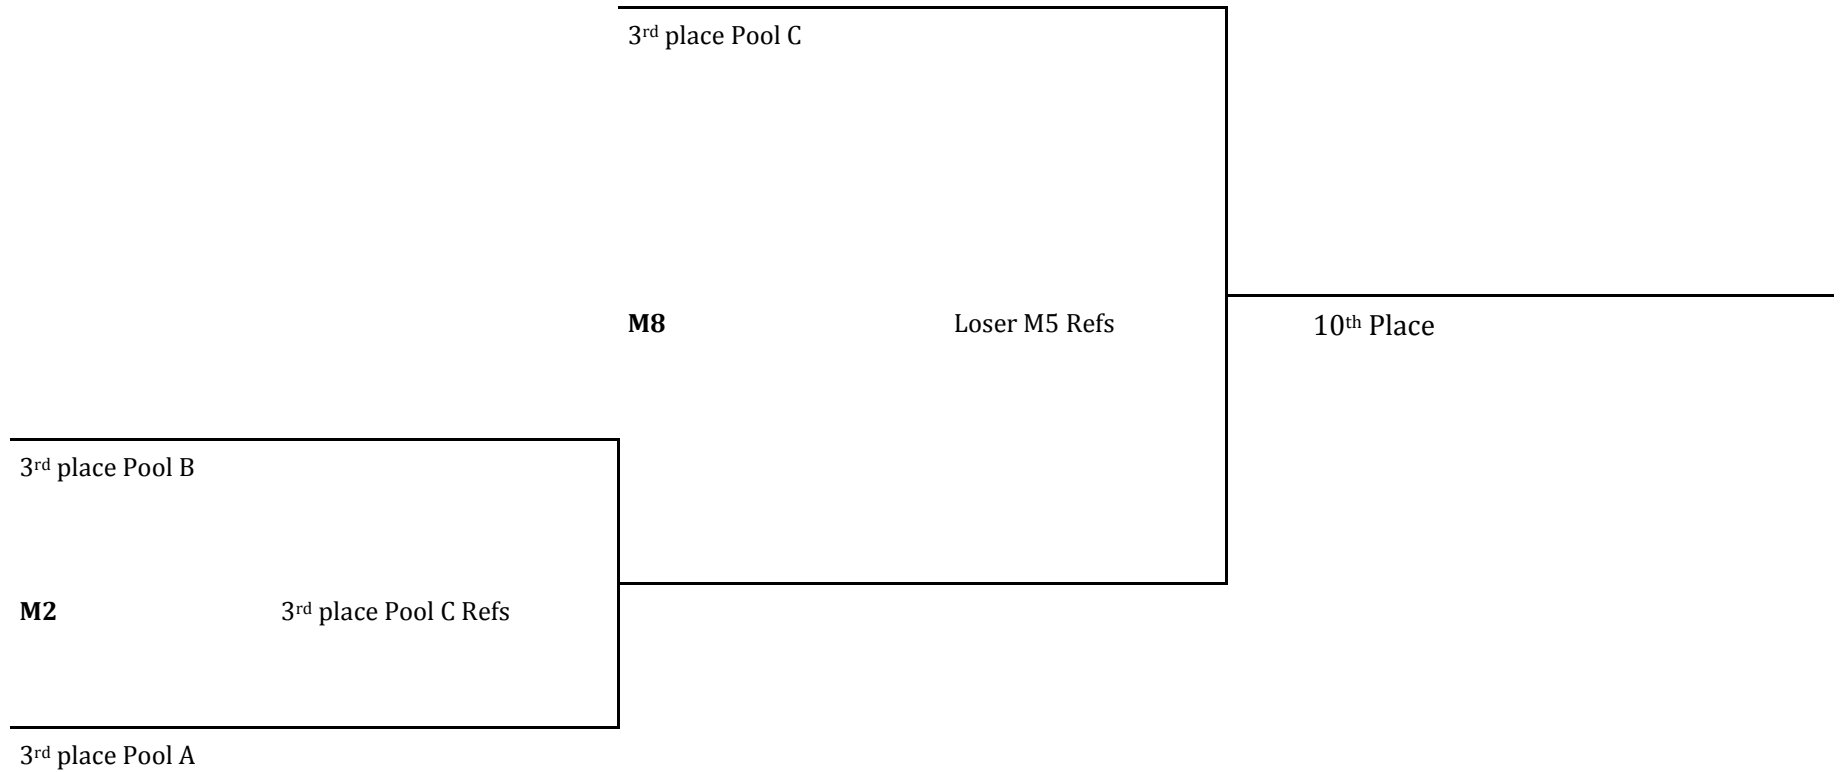 3rd place Pool C
M8 Loser M5 Refs 10th Place
3rd place Pool B
M2 3rd place Pool C Refs
3rd place Pool A